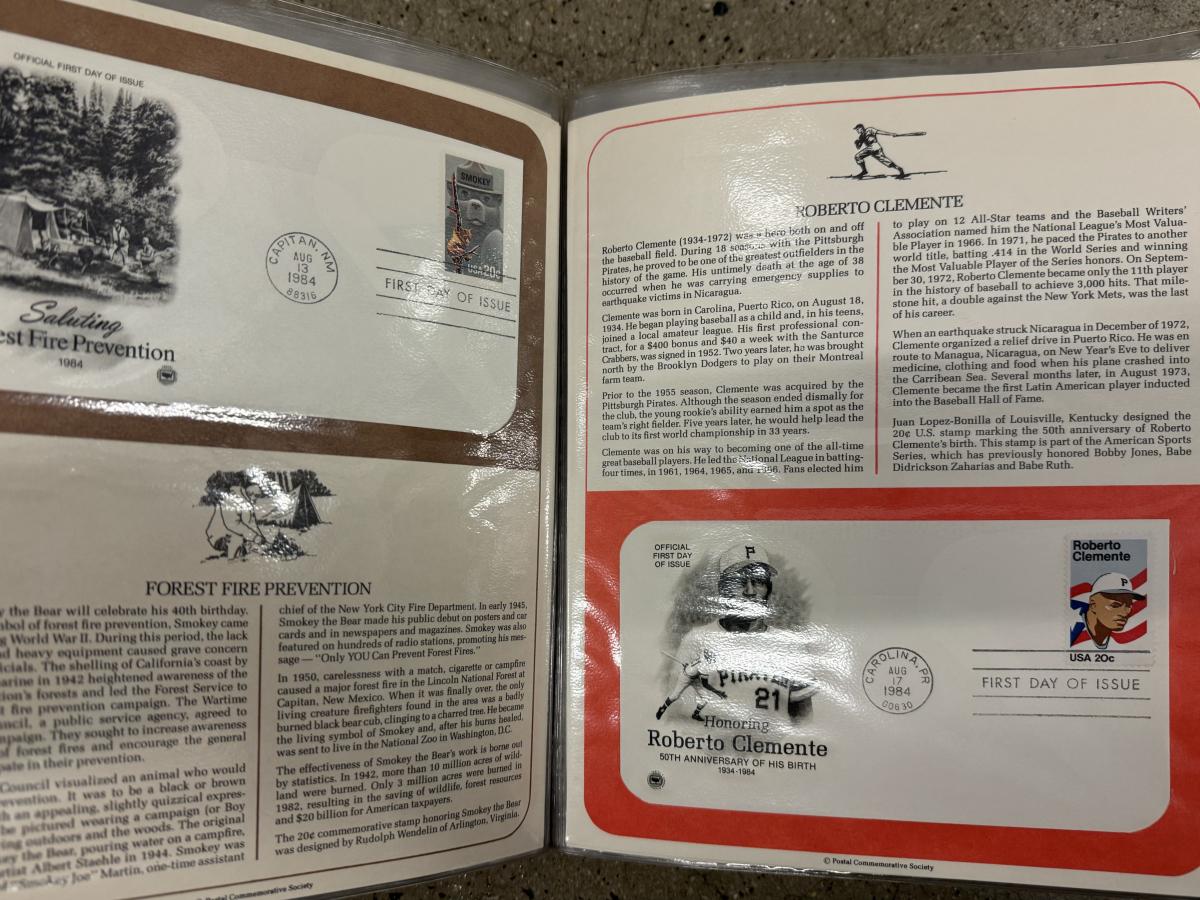 OFFICIAL FIRST DAY OF ISSUE
SMOKEY
USA 20c
CAPITAN, NM
AUG
13
1984
88316
FIRST DAY OF ISSUE
Saluting
est Fire Prevention
1984
FOREST FIRE PREVENTION
y the Bear will celebrate his 40th birthday.
bol of forest fire prevention, Smokey came
g World War II. During this period, the lack
d heavy equipment caused grave concern
icials. The shelling of California's coast by
arine in 1942 heightened awareness of the
tion's forests and led the Forest Service to
t fire prevention campaign. The Wartime
ncil, a public service agency, agreed to
mpaign. They sought to increase awareness
of forest fires and encourage the general
pate in their prevention.
Council visualized an animal who would
evention. It was to be a black or brown
h an appealing, slightly quizzical expres-
be pictured wearing a campaign (or Boy
ing outdoors and the woods. The original
ey the Bear, pouring water on a campfire,
rtist Albert Staehle in 1944. Smokey was
"Smokey Joe" Martin, one-time assistant
chief of the New York City Fire Department. In early 1945,
Smokey the Bear made his public debut on posters and car
cards and in newspapers and magazines. Smokey was also
featured on hundreds of radio stations, promoting his mes-
sage — "Only YOU Can Prevent Forest Fires."
In 1950, carelessness with a match, cigarette or campfire
caused a major forest fire in the Lincoln National Forest at
Capitan, New Mexico. When it was finally over, the only
living creature firefighters found in the area was a badly
burned black bear cub, clinging to a charred tree. He became
the living symbol of Smokey and, after his burns healed,
was sent to live in the National Zoo in Washington, D.C.
The effectiveness of Smokey the Bear's work is borne out
by statistics. In 1942, more than 10 million acres of wild-
land were burned. Only 3 million acres were burned in
1982, resulting in the saving of wildlife, forest resources
and $20 billion for American taxpayers.
The 20¢ commemorative stamp honoring Smokey the Bear
was designed by Rudolph Wendelin of Arlington, Virginia.
© Postal Commemorative Society
ROBERTO CLEMENTE
Roberto Clemente (1934-1972) was a hero both on and off
the baseball field. During 18 seasons with the Pittsburgh
Pirates, he proved to be one of the greatest outfielders in the
history of the game. His untimely death at the age of 38
occurred when he was carrying emergency supplies to
earthquake victims in Nicaragua.
Clemente was born in Carolina, Puerto Rico, on August 18,
1934. He began playing baseball as a child and, in his teens,
joined a local amateur league. His first professional con-
tract, for a $400 bonus and $40 a week with the Santurce
Crabbers, was signed in 1952. Two years later, he was brought
north by the Brooklyn Dodgers to play on their Montreal
farm team.
Prior to the 1955 season, Clemente was acquired by the
Pittsburgh Pirates. Although the season ended dismally for
the club, the young rookie's ability earned him a spot as the
team's right fielder. Five years later, he would help lead the
club to its first world championship in 33 years.
Clemente was on his way to becoming one of the all-time
great baseball players. He led the National League in batting-
four times, in 1961, 1964, 1965, and 1966. Fans elected him
to play on 12 All-Star teams and the Baseball Writers'
Association named him the National League's Most Valua-
ble Player in 1966. In 1971, he paced the Pirates to another
world title, batting .414 in the World Series and winning
the Most Valuable Player of the Series honors. On Septem-
ber 30, 1972, Roberto Clemente became only the 11th player
in the history of baseball to achieve 3,000 hits. That mile-
stone hit, a double against the New York Mets, was the last
of his career.
When an earthquake struck Nicaragua in December of 1972,
Clemente organized a relief drive in Puerto Rico. He was en
route to Managua, Nicaragua, on New Year's Eve to deliver
medicine, clothing and food when his plane crashed into
the Carribean Sea. Several months later, in August 1973,
Clemente became the first Latin American player inducted
into the Baseball Hall of Fame.
Juan Lopez-Bonilla of Louisville, Kentucky designed the
20¢ U.S. stamp marking the 50th anniversary of Roberto
Clemente's birth. This stamp is part of the American Sports
Series, which has previously honored Bobby Jones, Babe
Didrickson Zaharias and Babe Ruth.
OFFICIAL
FIRST DAY
OF ISSUE
P
PIRATES
21
Honoring
Roberto Clemente
50TH ANNIVERSARY OF HIS BIRTH
1934-1984
CAROLINA, PR
AUG
17
1984
00630
Roberto
Clemente
P
USA 20c
FIRST DAY OF ISSUE
© Postal Commemorative Society